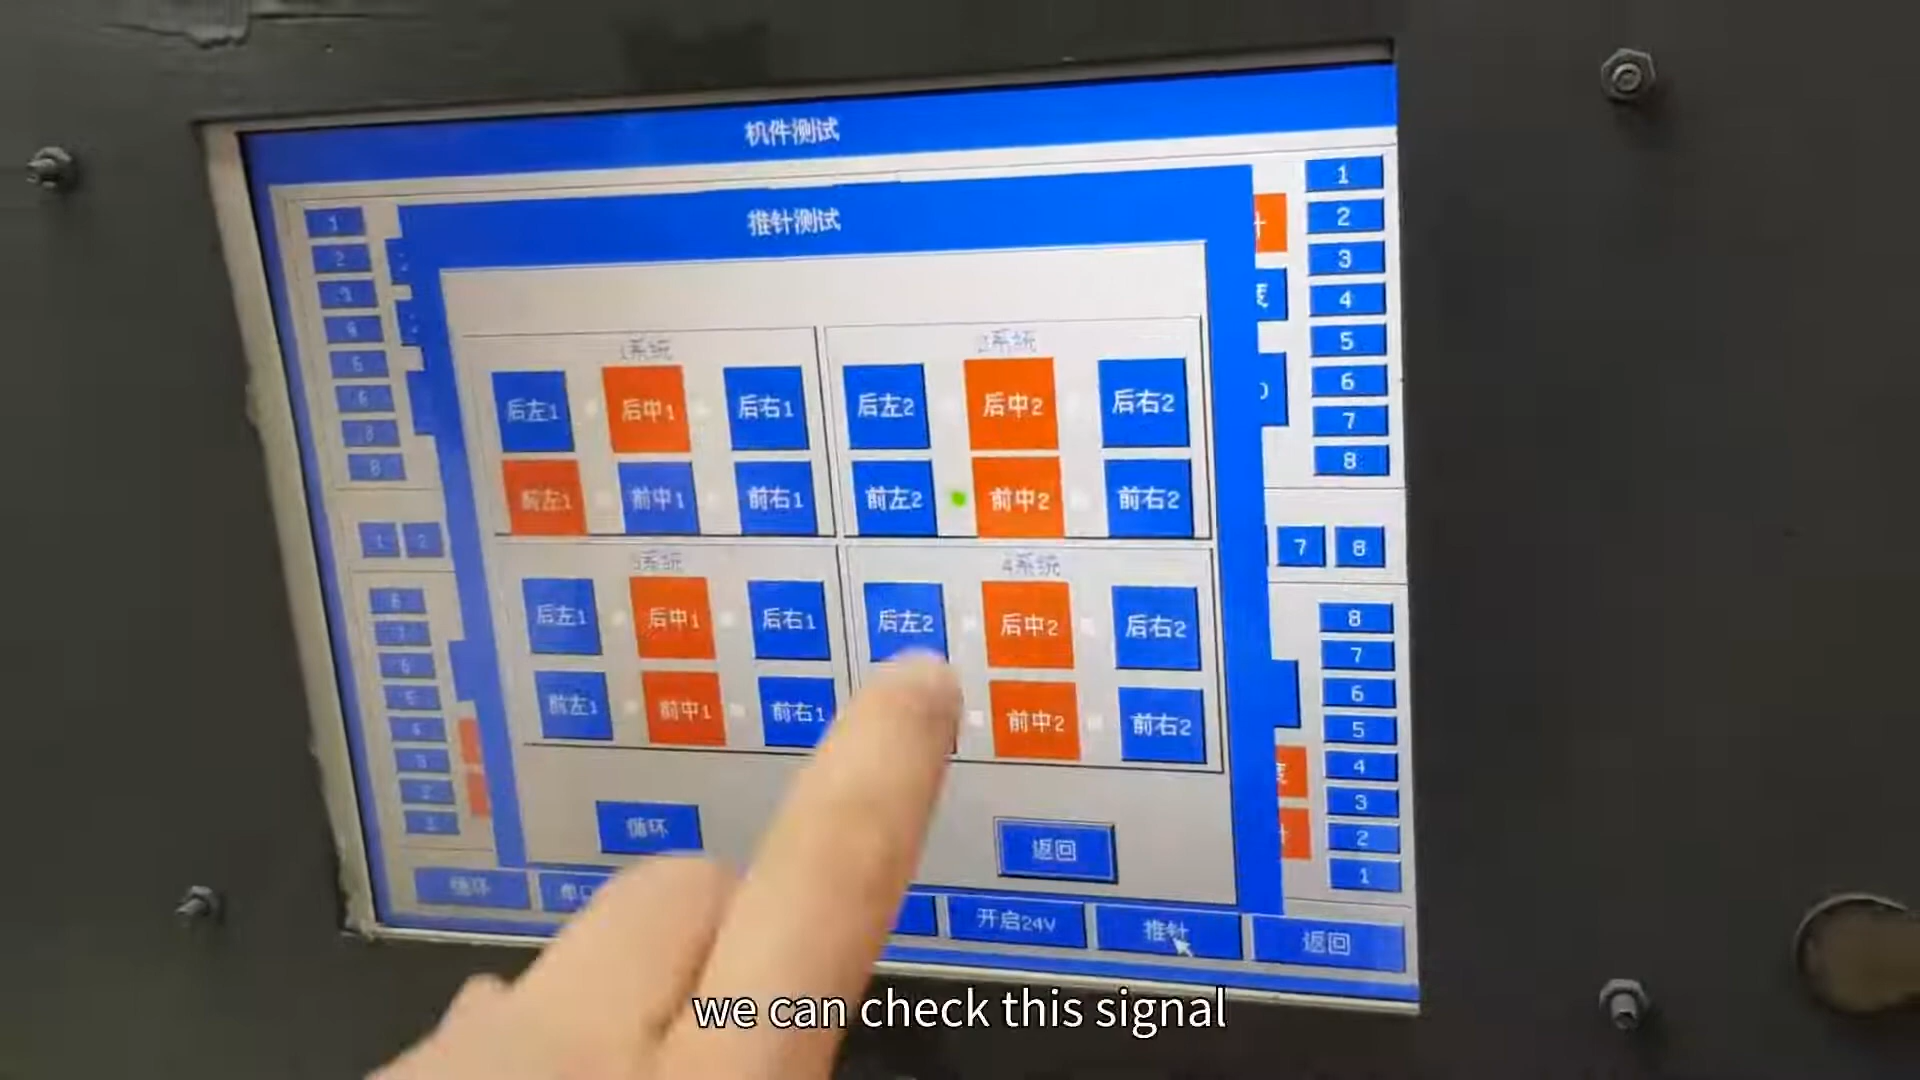 机件测试
推针测试
1系统
2系统
后左1 后中1 后右1
后左2 后中2 后右2
前左1 前中1 前右1
前左2 前中2 前右2
3系统
4系统
后左1 后中1 后右1
后左2 后中2 后右2
前左1 前中1 前右1
前中2 前右2
循环
返回
1
2
3
4
5
6
7
8
7 8
8
7
6
5
4
3
2
1
1 2
循环
开启24V
推针
返回
we can check this signal